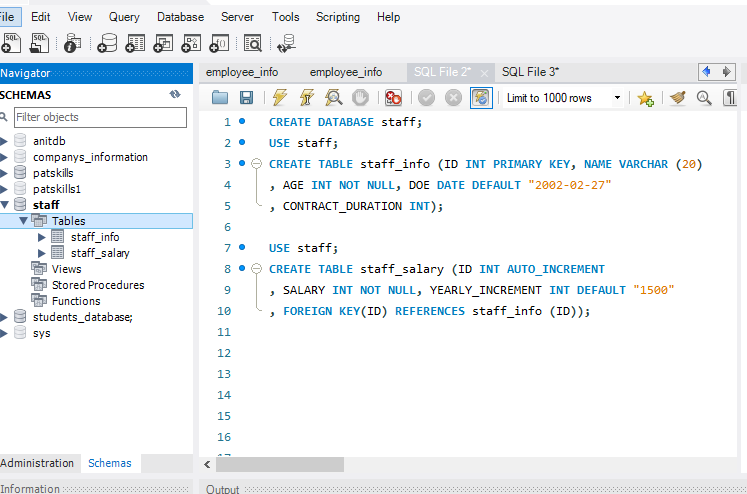 File Edit View Query Database Server Tools Scripting Help
Navigator
SCHEMAS
Filter objects
anitdb
companys_information
patskills
patskills1
staff
Tables
staff_info
staff_salary
Views
Stored Procedures
Functions
students_database;
sys
Administration Schemas
Information
employee_info employee_info SQL File 2* SQL File 3*
Limit to 1000 rows
1 CREATE DATABASE staff;
2 USE staff;
3 CREATE TABLE staff_info (ID INT PRIMARY KEY, NAME VARCHAR (20)
4 , AGE INT NOT NULL, DOE DATE DEFAULT "2002-02-27"
5 , CONTRACT_DURATION INT);
6
7 USE staff;
8 CREATE TABLE staff_salary (ID INT AUTO_INCREMENT
9 , SALARY INT NOT NULL, YEARLY_INCREMENT INT DEFAULT "1500"
10 , FOREIGN KEY(ID) REFERENCES staff_info (ID));
11
12
13
14
15
16
17
Output